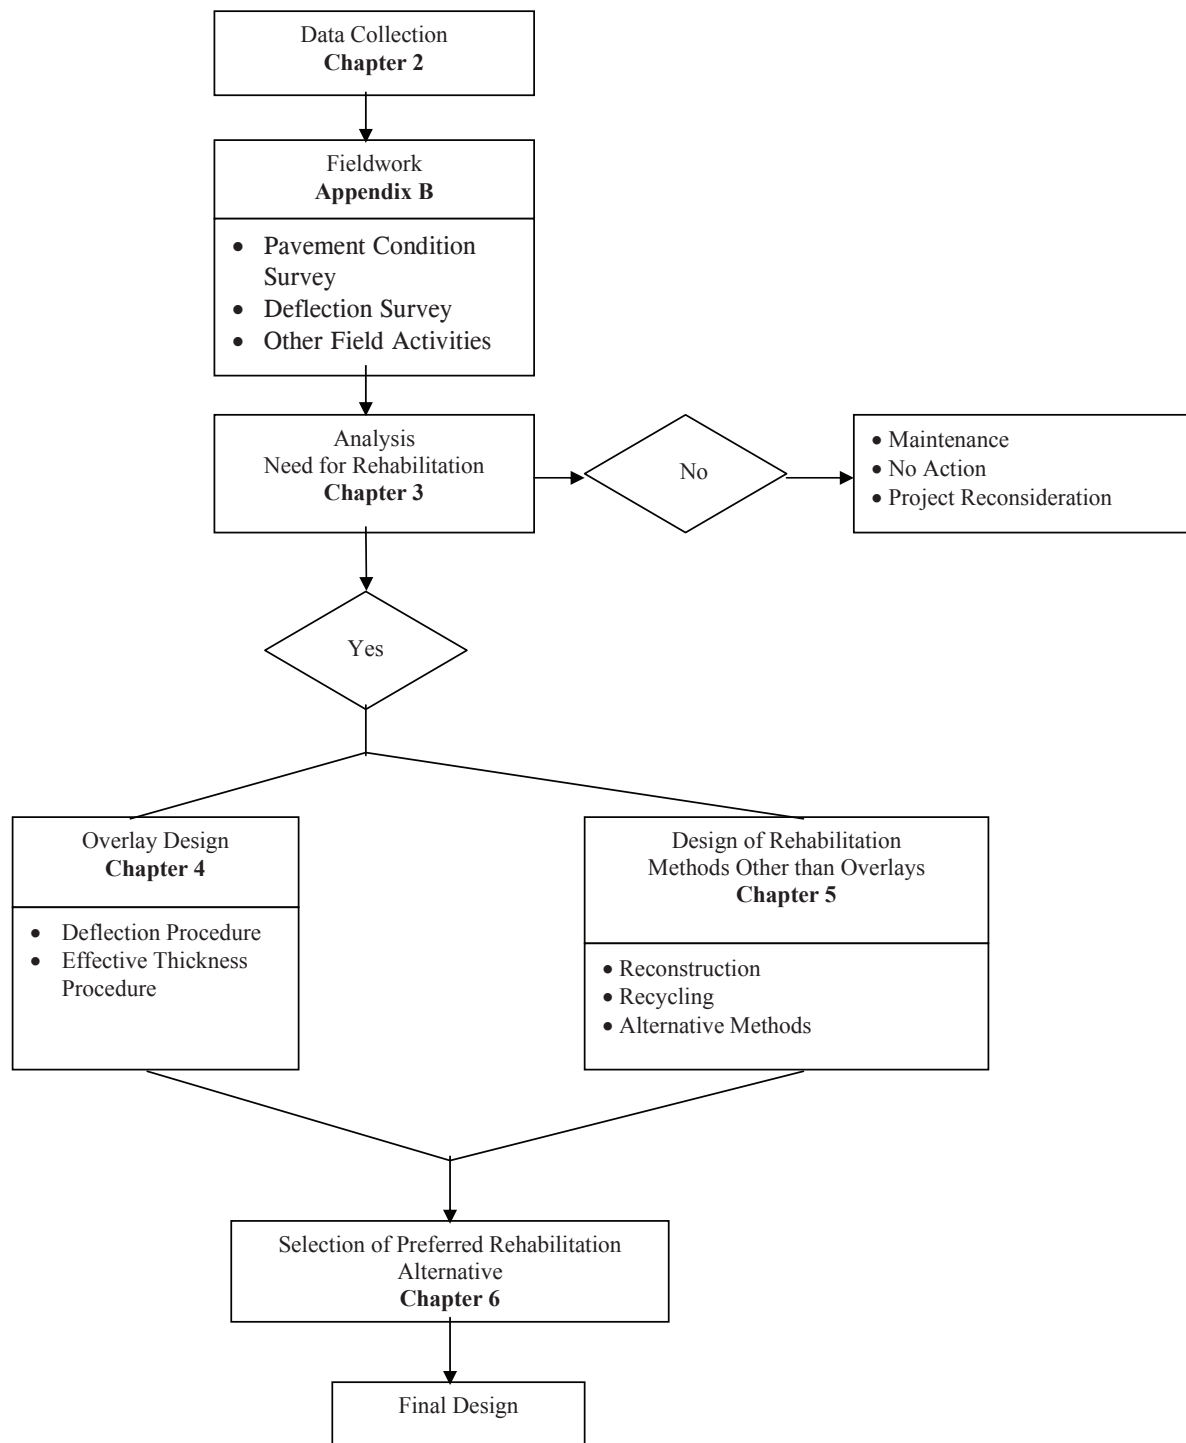 Data Collection
Chapter 2
Fieldwork
Appendix B
• Pavement Condition
Survey
• Deflection Survey
• Other Field Activities
Analysis
Need for Rehabilitation
Chapter 3
No
• Maintenance
• No Action
• Project Reconsideration
Yes
Overlay Design
Chapter 4
• Deflection Procedure
• Effective Thickness
Procedure
Design of Rehabilitation
Methods Other than Overlays
Chapter 5
• Reconstruction
• Recycling
• Alternative Methods
Selection of Preferred Rehabilitation
Alternative
Chapter 6
Final Design